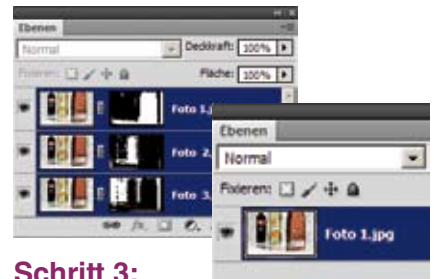 Ebenen
Normal Deckkraft: 100%
Fixieren: Fläche: 100%
Foto 1.j
Foto 2.
Foto 3.
Ebenen
Normal
Fixieren:
Foto 1.jpg
Schritt 3: